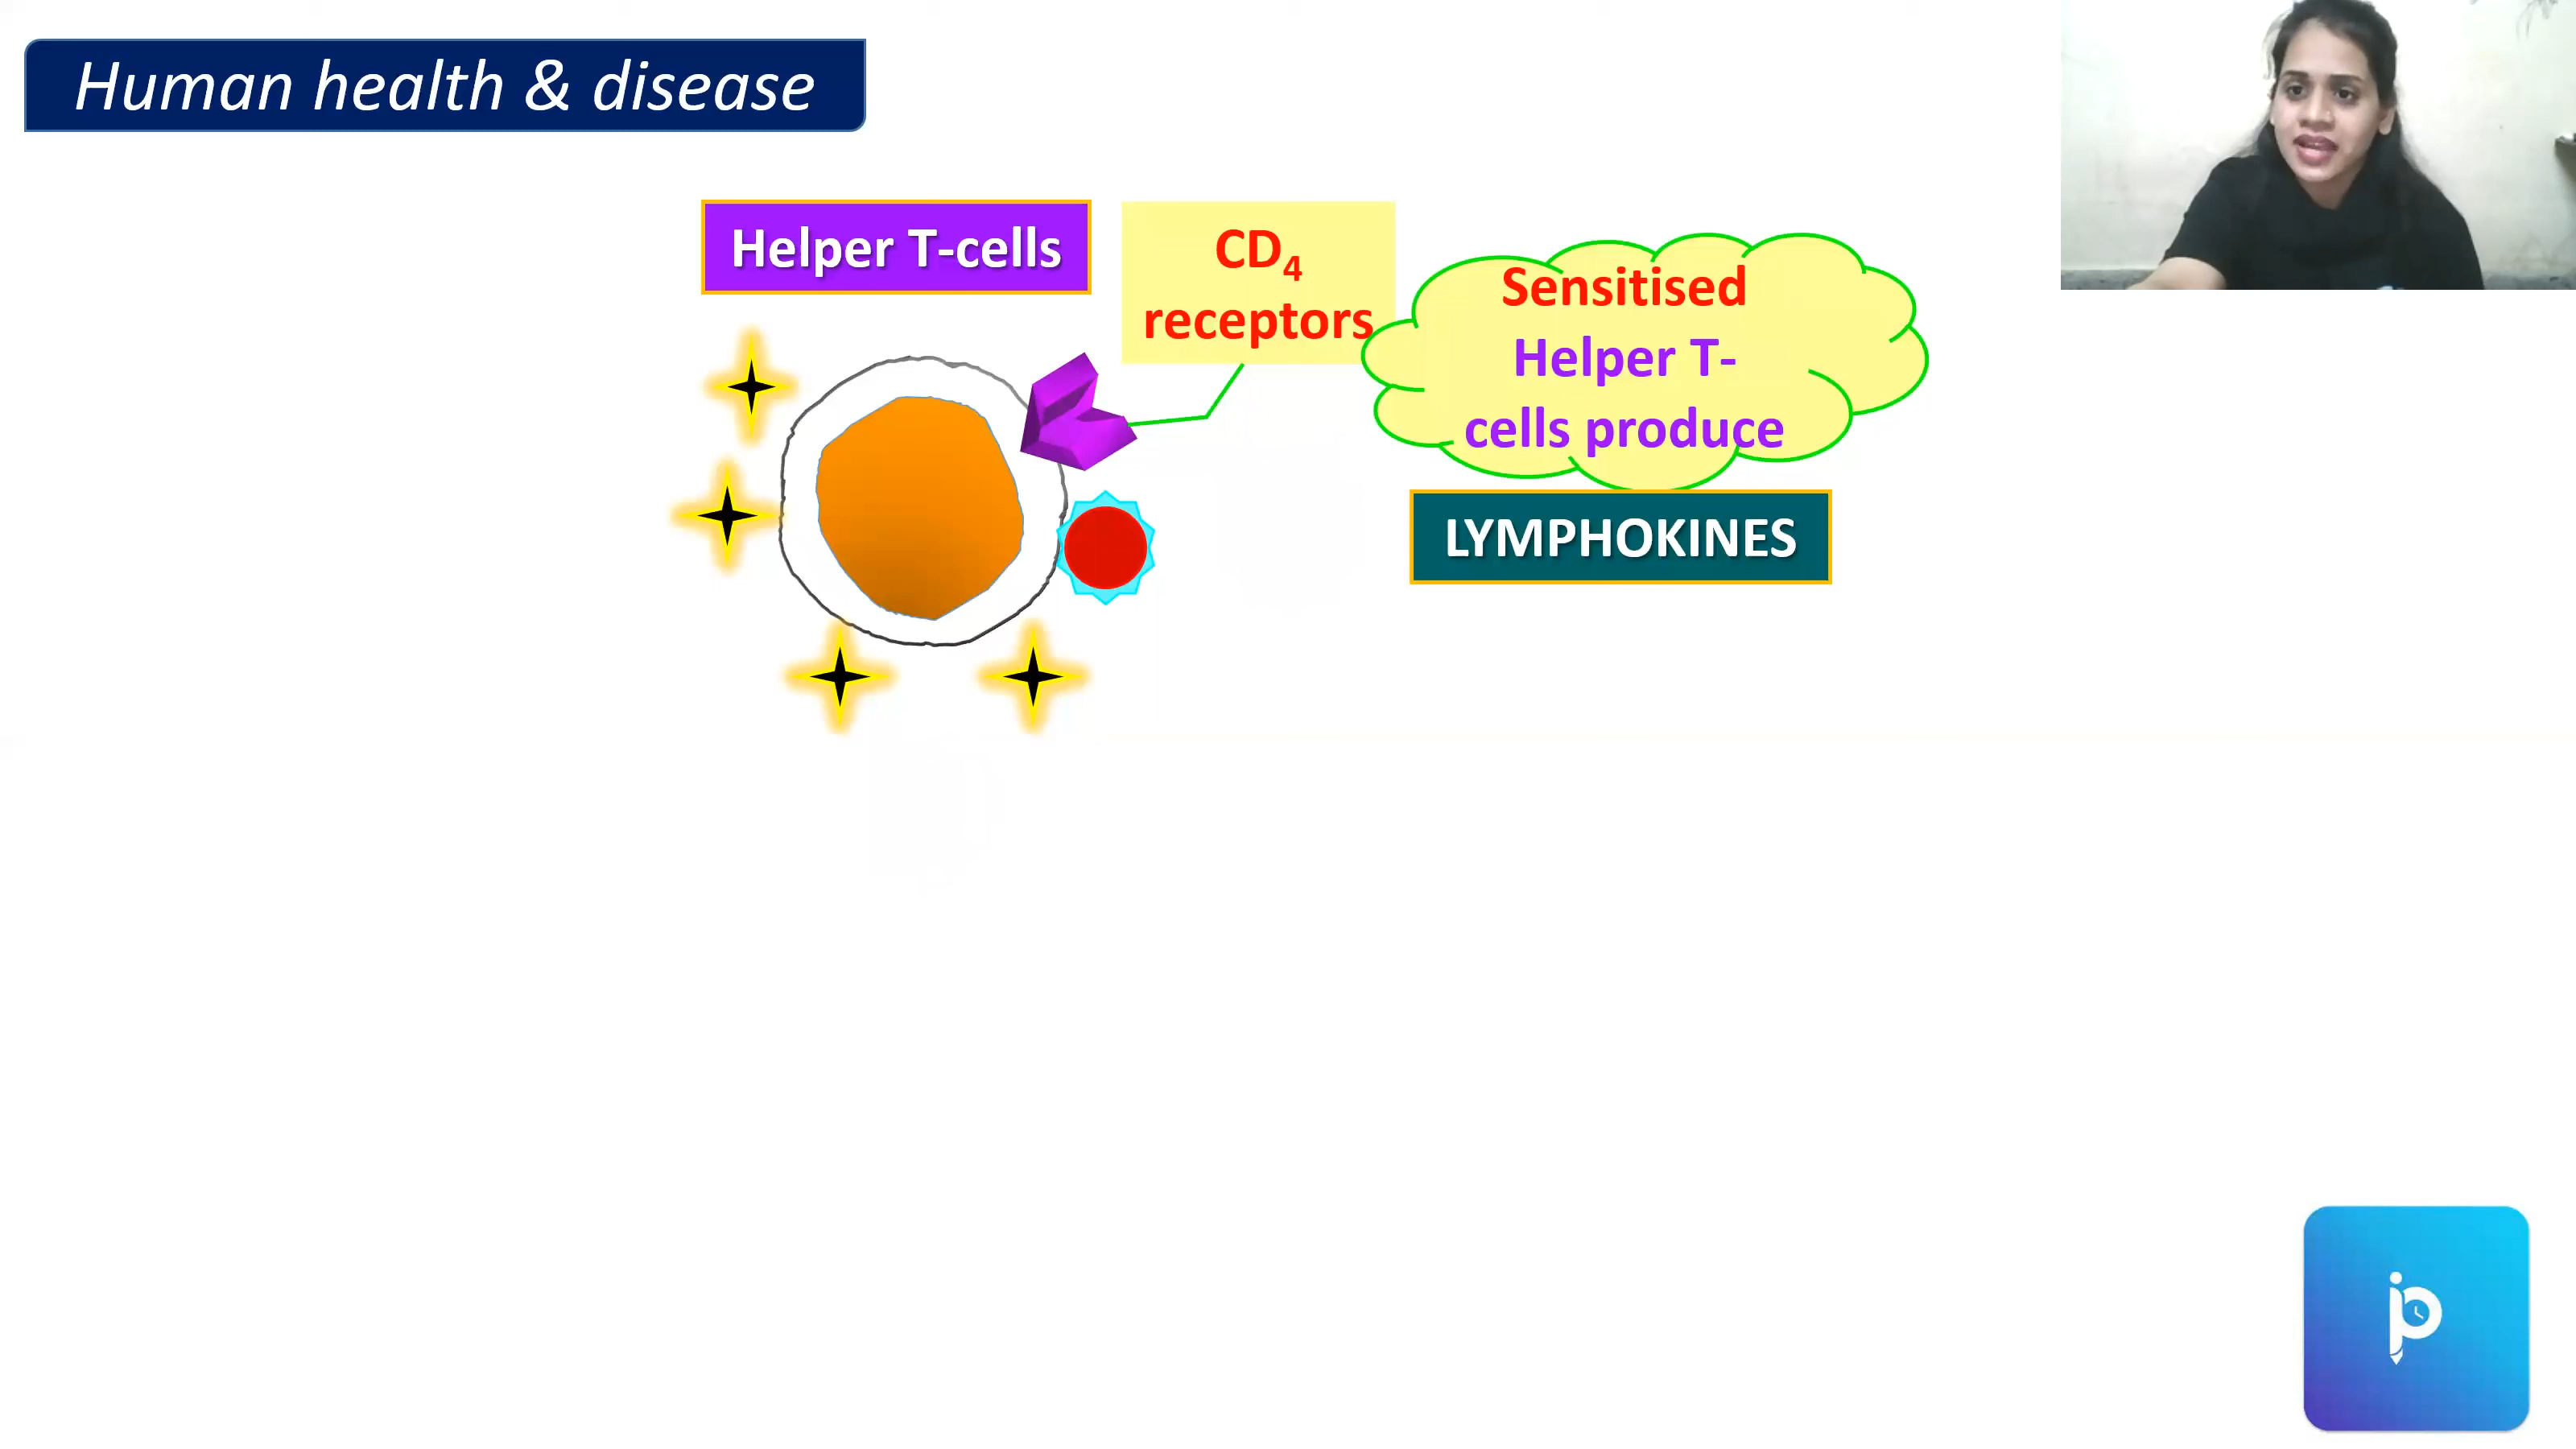 Human health & disease
Helper T-cells
CD4
receptors
Sensitised
Helper T-
cells produce
LYMPHOKINES